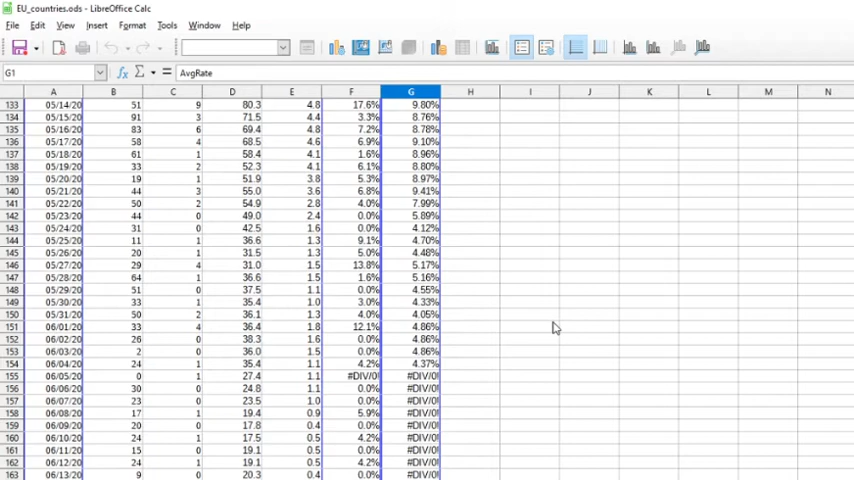 EU_countries.ods - LibreOffice Calc
File Edit View Insert Format Tools Window Help
G1 fx Σ = AvgRate
A B C D E F G H I J K L M N
133 05/14/20 51 9 80.3 4.8 17.6% 9.80%
134 05/15/20 91 3 71.5 4.4 3.3% 8.76%
135 05/16/20 83 6 69.4 4.8 7.2% 8.78%
136 05/17/20 58 4 68.5 4.6 6.9% 9.10%
137 05/18/20 61 1 58.4 4.1 1.6% 8.96%
138 05/19/20 33 2 52.3 4.1 6.1% 8.80%
139 05/20/20 19 1 51.9 3.8 5.3% 8.97%
140 05/21/20 44 3 55.0 3.6 6.8% 9.41%
141 05/22/20 50 2 54.9 2.8 4.0% 7.99%
142 05/23/20 44 0 49.0 2.4 0.0% 5.89%
143 05/24/20 31 0 42.5 1.6 0.0% 4.12%
144 05/25/20 11 1 36.6 1.3 9.1% 4.70%
145 05/26/20 20 1 31.5 1.3 5.0% 4.48%
146 05/27/20 29 4 31.0 1.5 13.8% 5.17%
147 05/28/20 64 1 36.6 1.5 1.6% 5.16%
148 05/29/20 51 0 37.5 1.1 0.0% 4.55%
149 05/30/20 33 1 35.4 1.0 3.0% 4.33%
150 05/31/20 50 2 36.1 1.3 4.0% 4.05%
151 06/01/20 33 4 36.4 1.8 12.1% 4.86%
152 06/02/20 26 0 38.3 1.6 0.0% 4.86%
153 06/03/20 2 0 36.0 1.5 0.0% 4.86%
154 06/04/20 24 1 35.4 1.1 4.2% 4.37%
155 06/05/20 0 1 27.4 1.1 #DIV/0! #DIV/0!
156 06/06/20 30 0 24.8 1.1 0.0% #DIV/0!
157 06/07/20 23 0 23.5 1.0 0.0% #DIV/0!
158 06/08/20 17 1 19.4 0.9 5.9% #DIV/0!
159 06/09/20 20 0 17.8 0.4 0.0% #DIV/0!
160 06/10/20 24 1 17.5 0.5 4.2% #DIV/0!
161 06/11/20 15 0 19.1 0.5 0.0% #DIV/0!
162 06/12/20 24 1 19.1 0.5 4.2% #DIV/0!
163 06/13/20 9 0 20.3 0.4 0.0% #DIV/0!